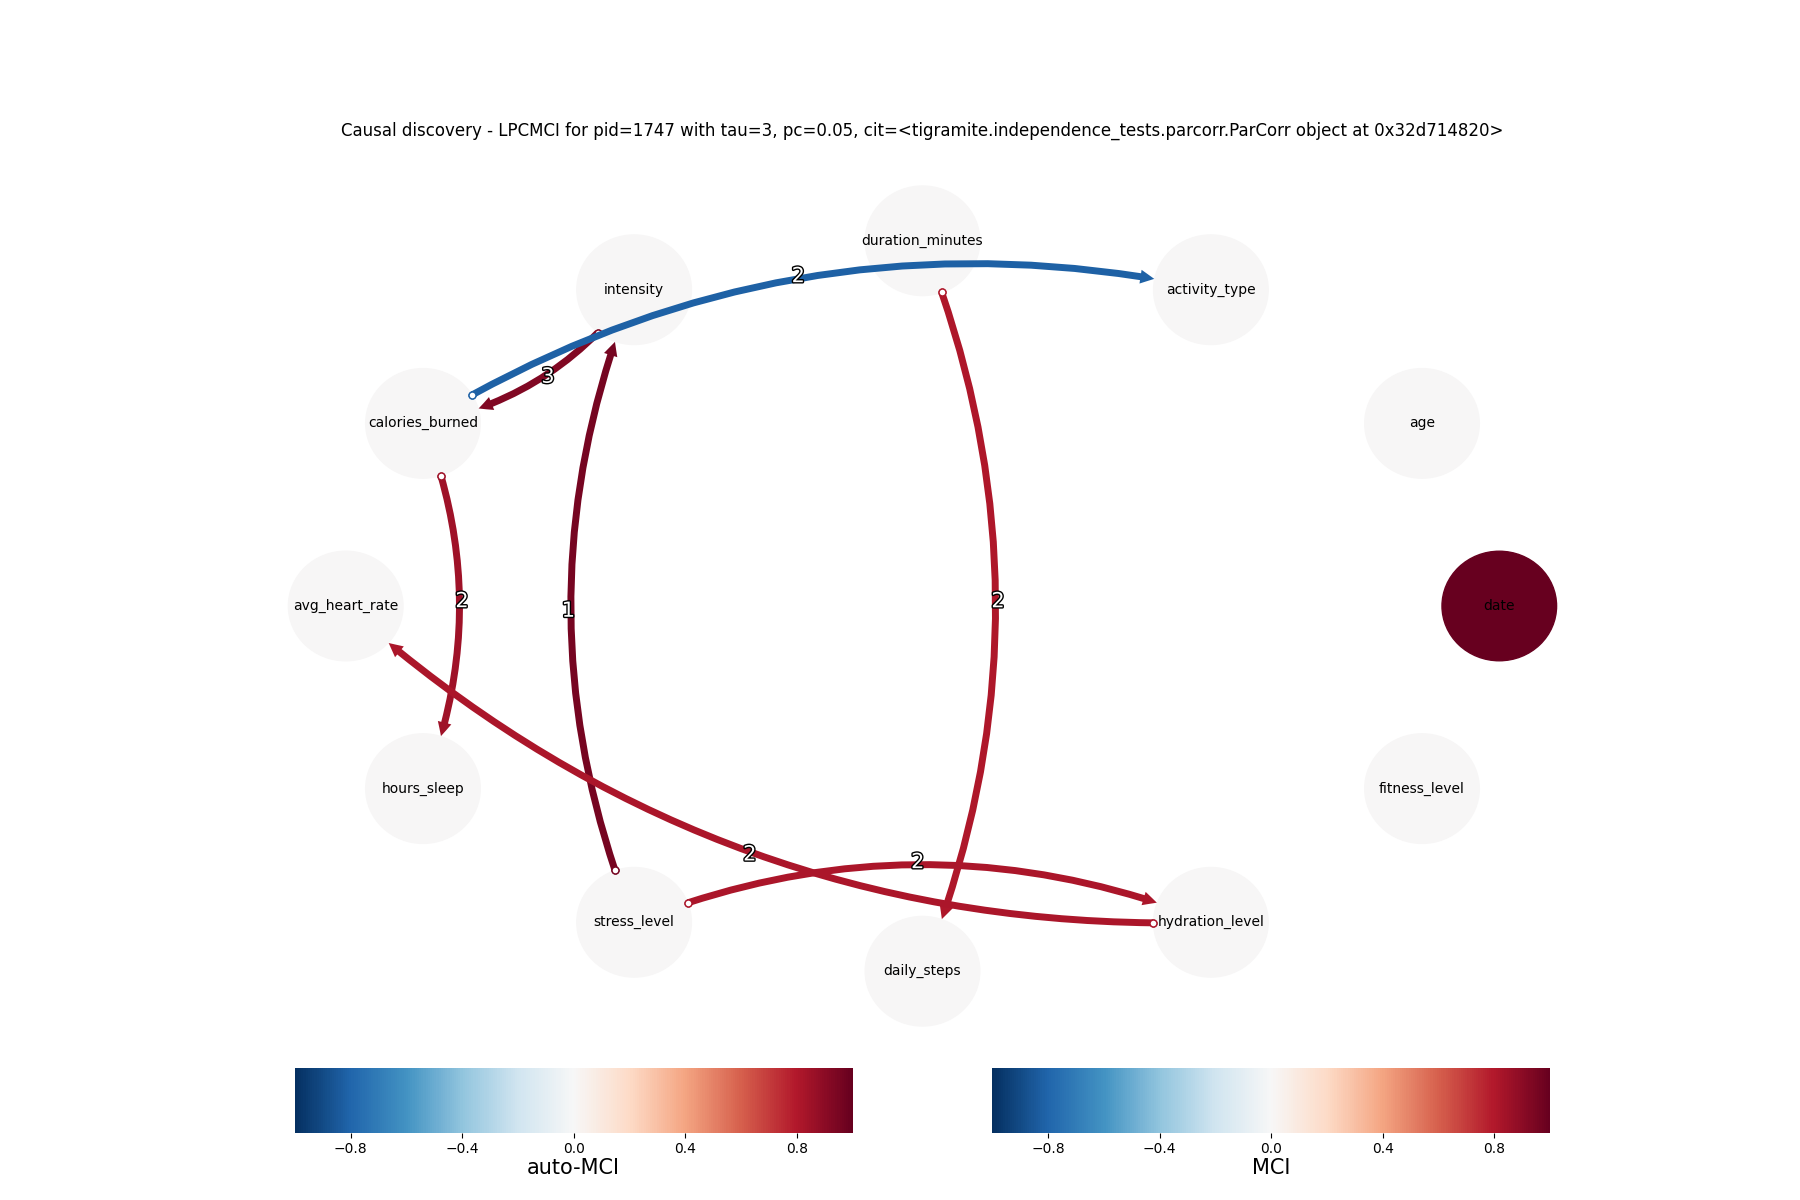 Causal discovery - LPCMCI for pid=1747 with tau=3, pc=0.05, cit=<tigramite.independence_tests.parcorr.ParCorr object at 0x32d714820>
duration_minutes
2
intensity
activity_type
3
calories_burned
age
2
1
2
avg_heart_rate
date
hours_sleep
fitness_level
2
2
stress_level
hydration_level
daily_steps
−0.8 −0.4 0.0 0.4 0.8
auto-MCI
−0.8 −0.4 0.0 0.4 0.8
MCI